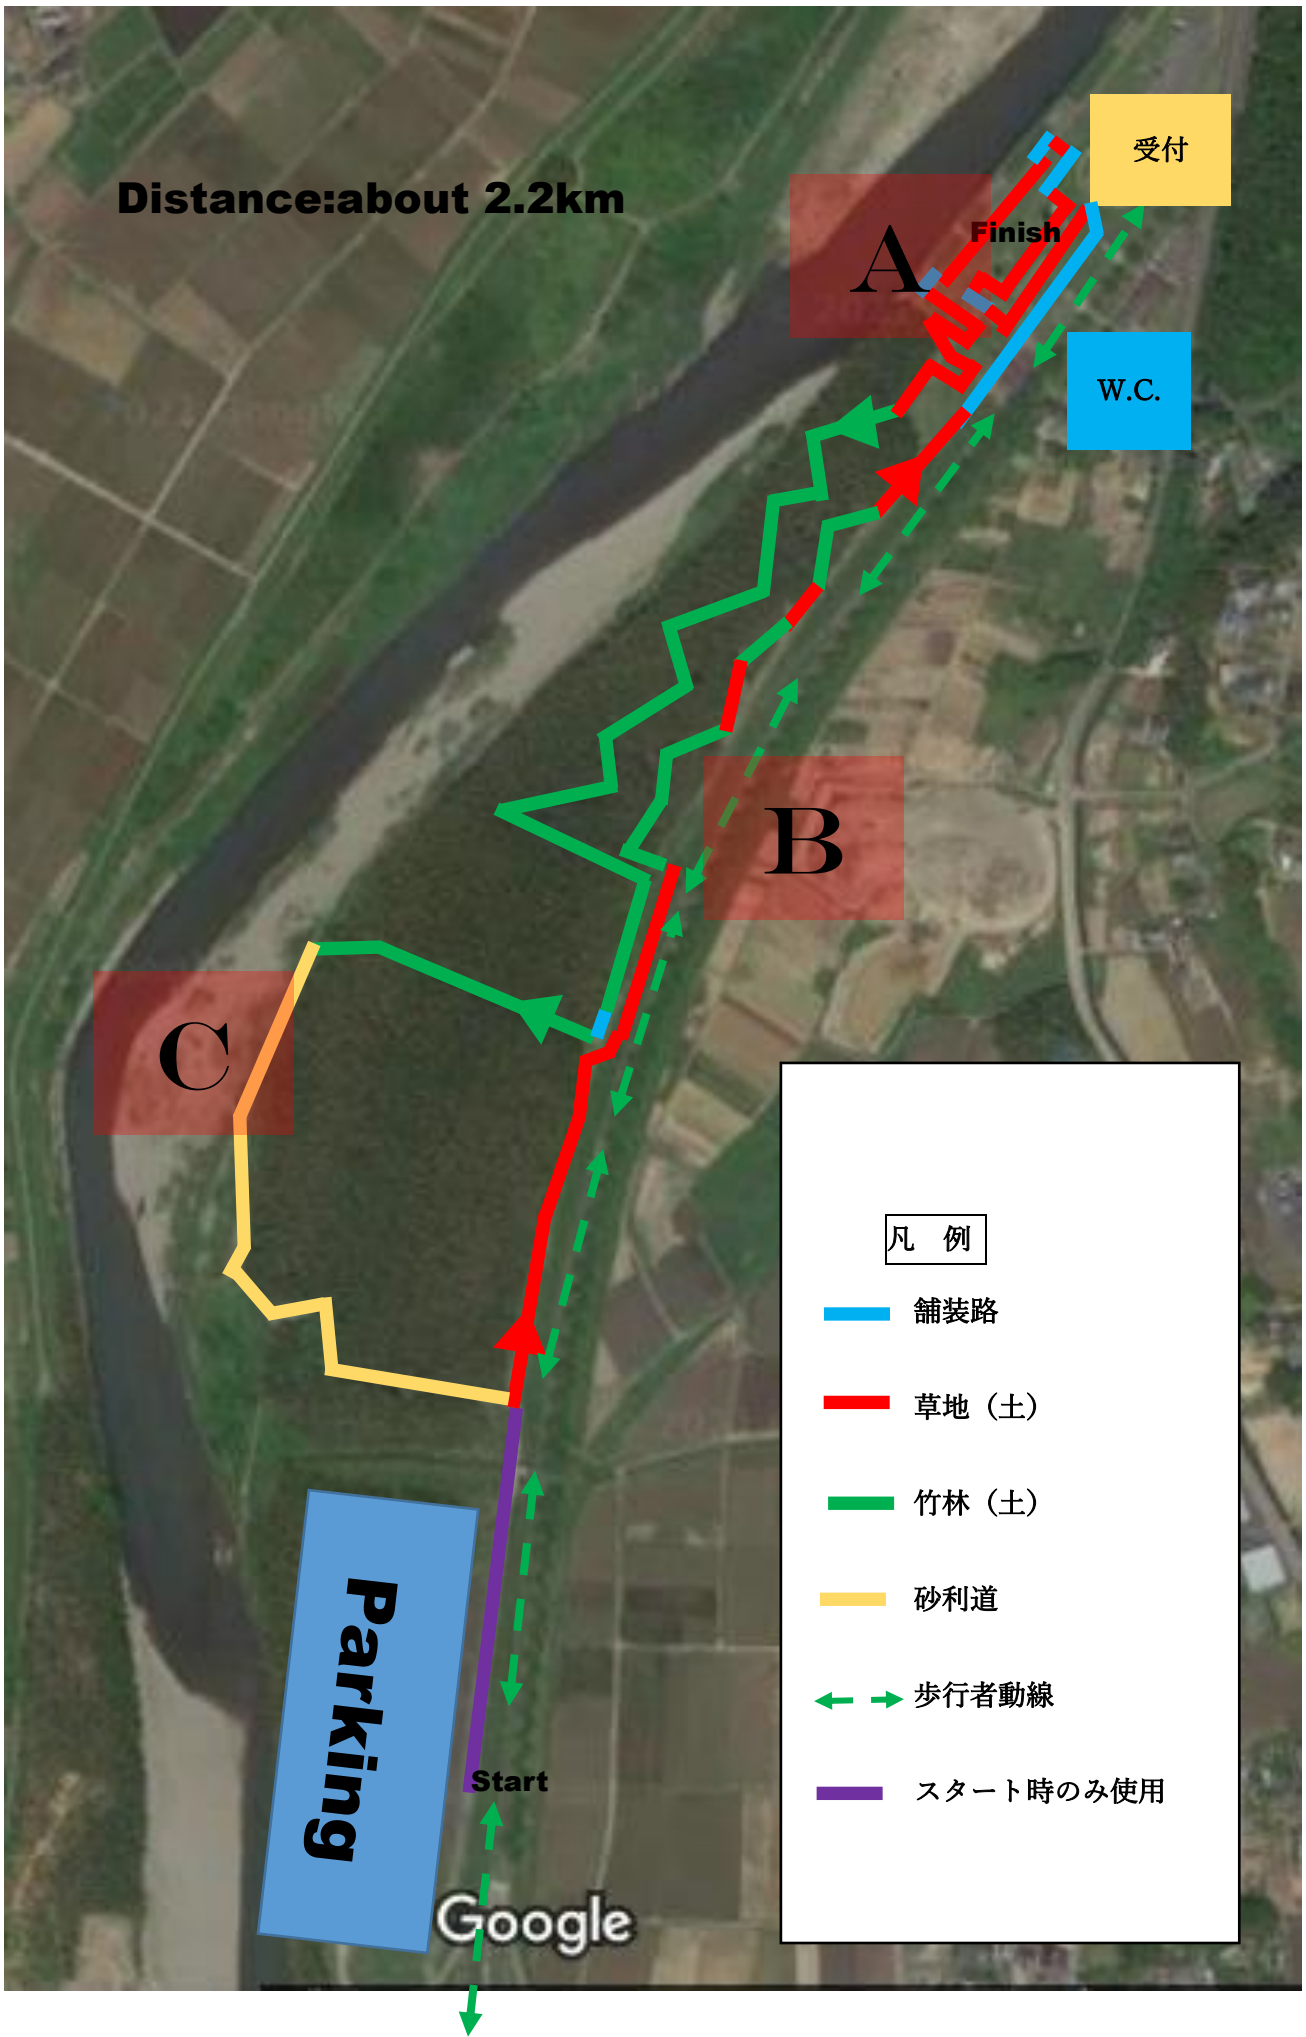 受付
Distance:about 2.2km
Finish
A
W.C.
B
C
凡　例
舗装路
草地（土）
竹林（土）
砂利道
歩行者動線
スタート時のみ使用
Parking
Start
Google